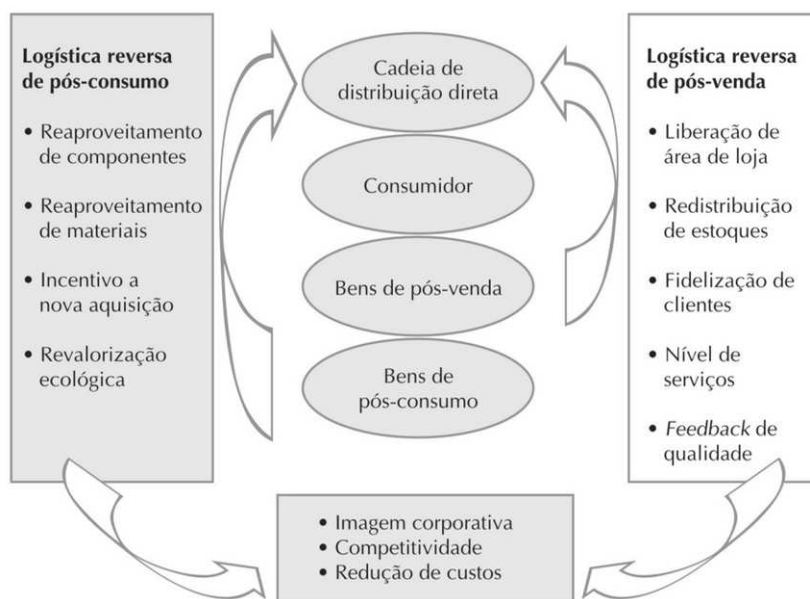 Logística reversa
de pós-consumo
• Reaproveitamento
de componentes
• Reaproveitamento
de materiais
• Incentivo a
nova aquisição
• Revalorização
ecológica
Cadeia de
distribuição direta
Consumidor
Bens de pós-venda
Bens de
pós-consumo
Logística reversa
de pós-venda
• Liberação de
área de loja
• Redistribuição
de estoques
• Fidelização de
clientes
• Nível de
serviços
• Feedback de
qualidade
• Imagem corporativa
• Competitividade
• Redução de custos